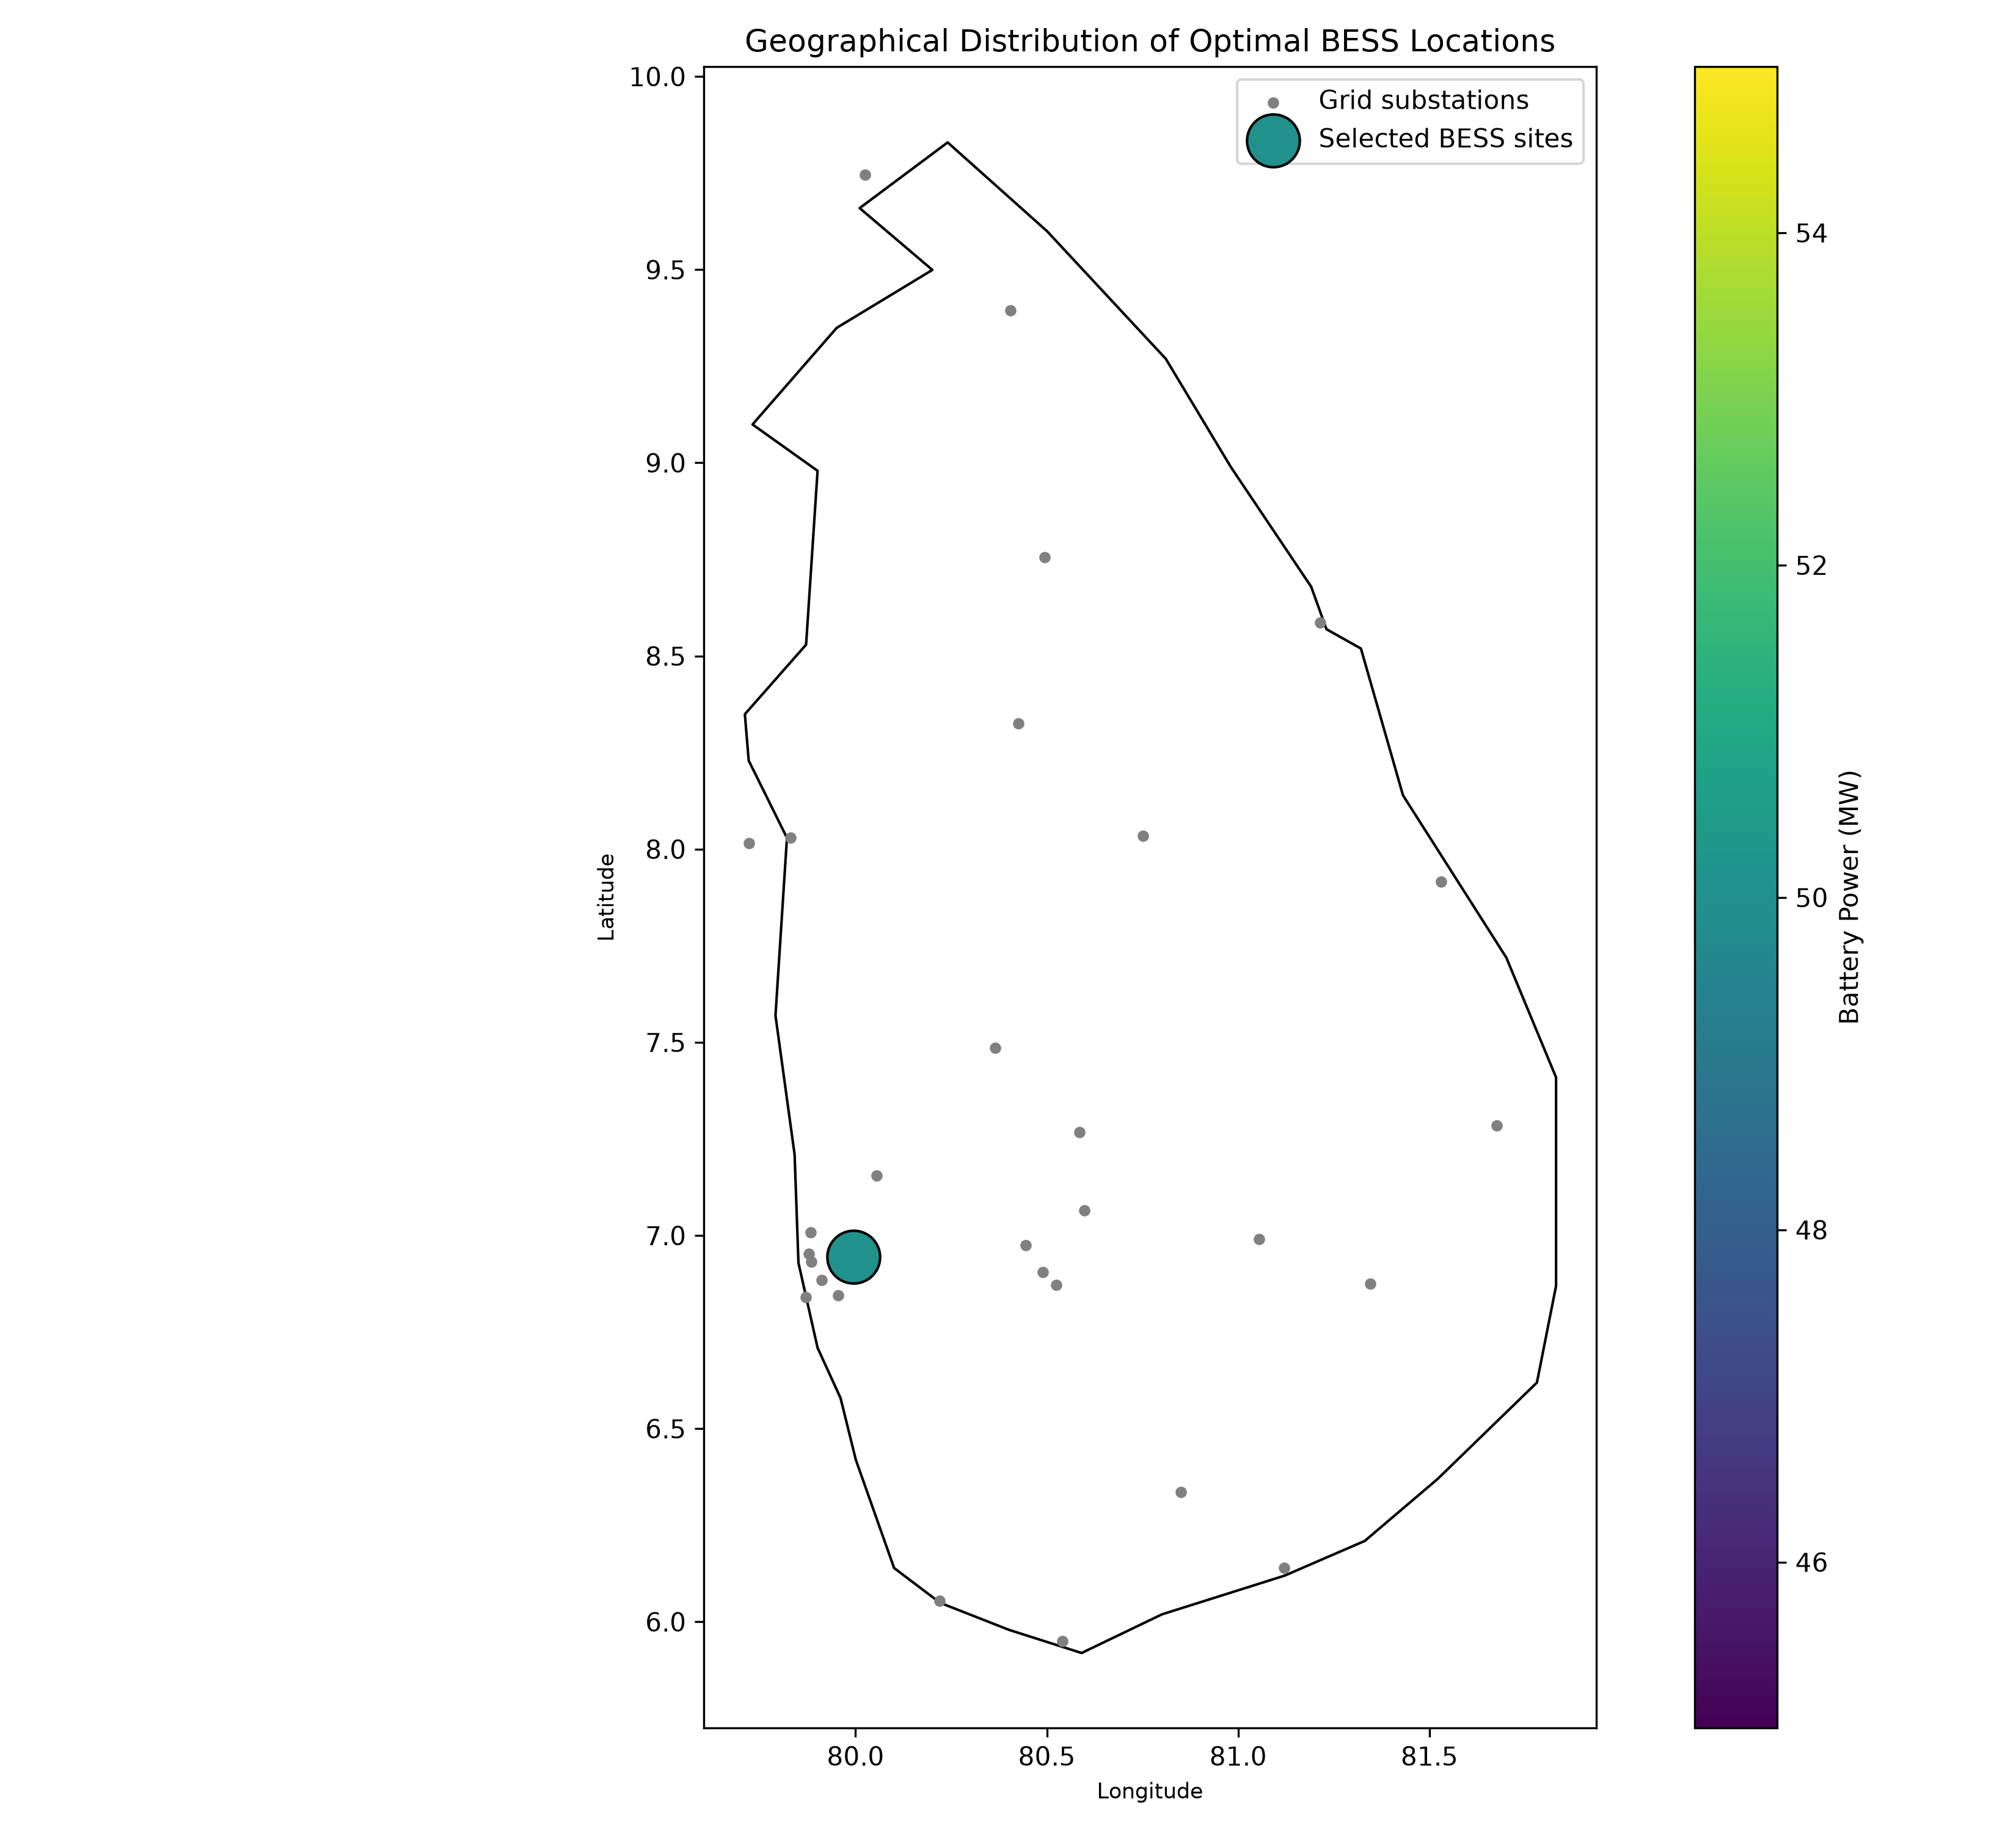 Geographical Distribution of Optimal BESS Locations
Grid substations
Selected BESS sites
10.0
9.5
9.0
8.5
8.0
7.5
7.0
6.5
6.0
Latitude
80.0 80.5 81.0 81.5
Longitude
54
52
50
48
46
Battery Power (MW)